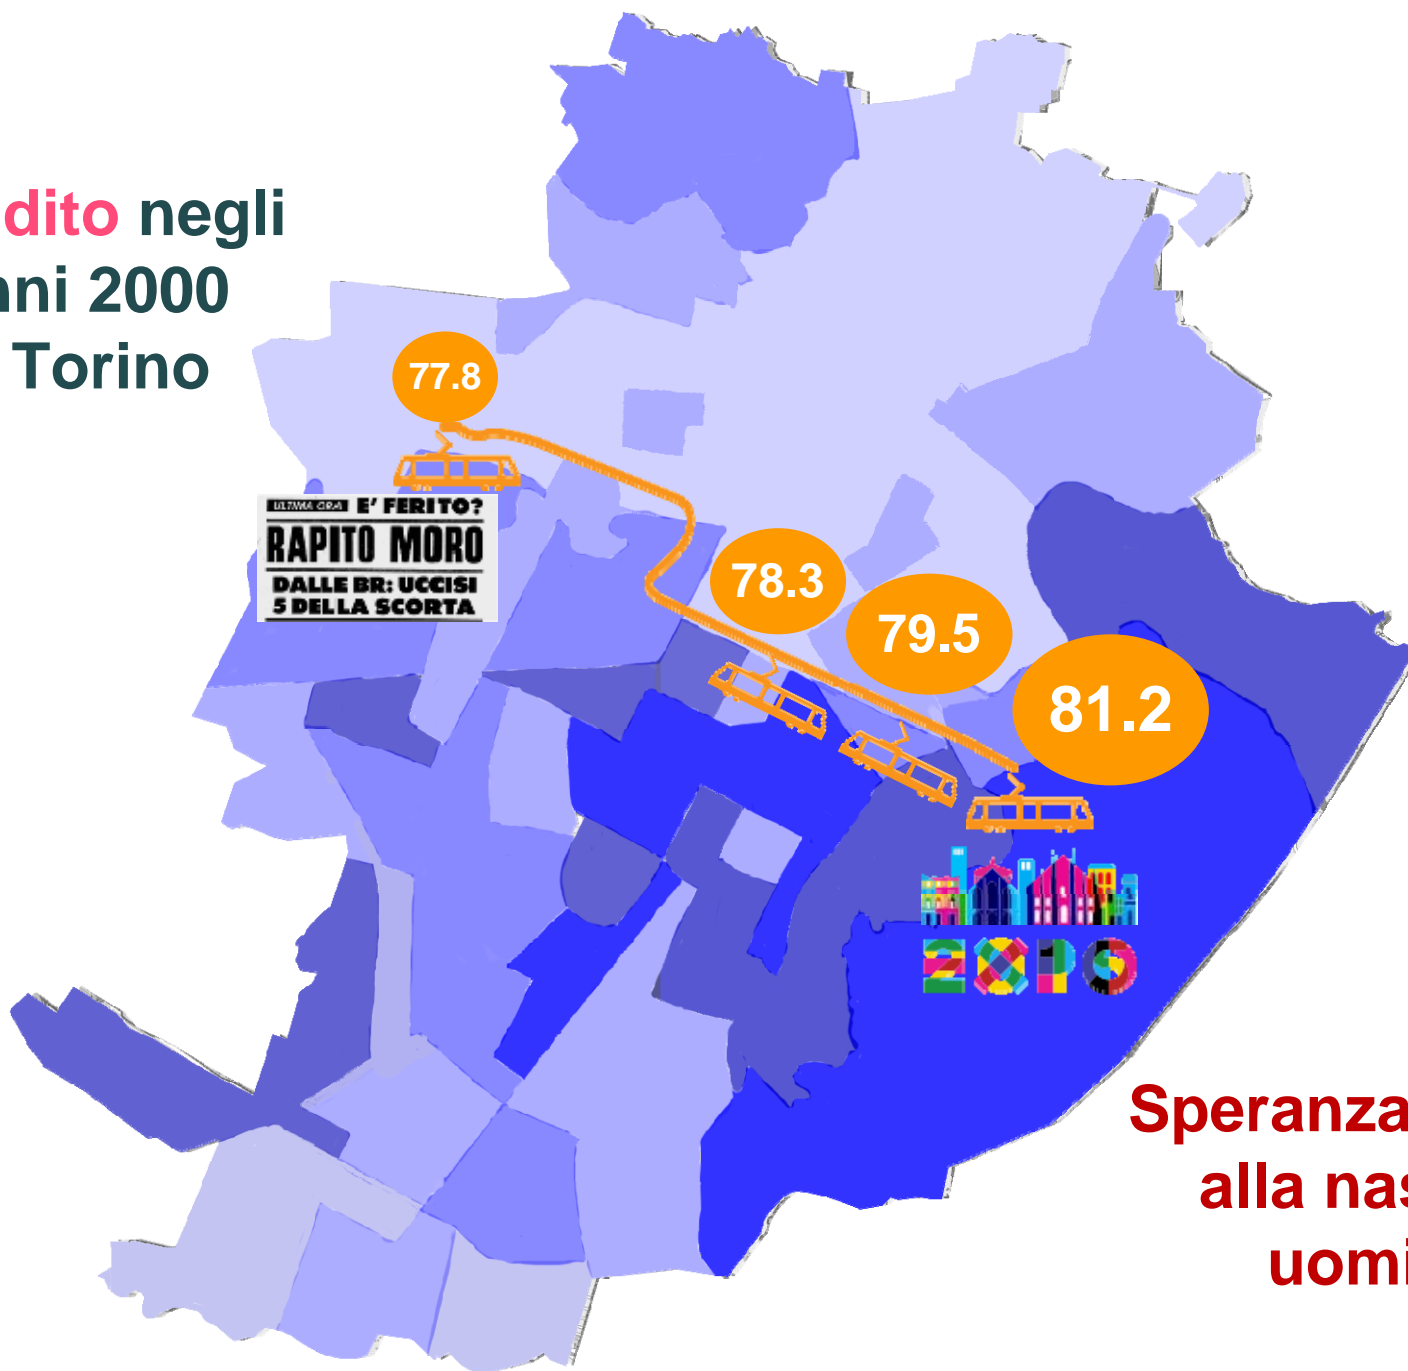 dito negli
nni 2000
Torino
77.8
ULTIMA ORA E' FERITO?
RAPITO MORO
DALLE BR: UCCISI
5 DELLA SCORTA
78.3
79.5
81.2
EXPO
Speranza
alla nas
uomi